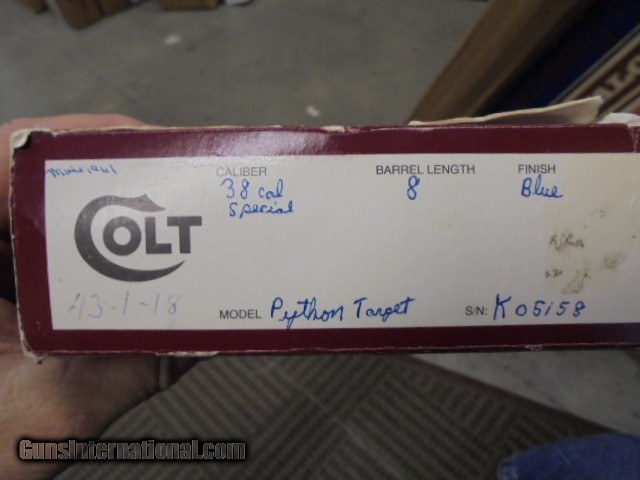 CALIBER
38 cal
special
BARREL LENGTH
8
FINISH
Blue
COLT
43-1-18
MODEL Python Target
S/N: K05158
GunsInternational.com